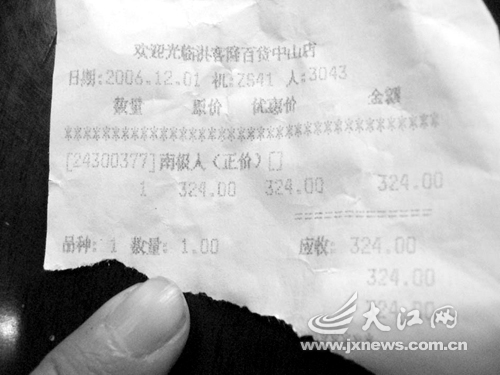 欢迎光临洪客隆百货中山店
日期:2006.12.01 机:ZS41 人:3043
数量 原价 优惠价 金额
************************************
[24300377]南极人(正价)[]
1 324.00 324.00 324.00
======
品种: 1 数量: 1.00 应收: 324.00
324.00
324.00
大江网
www.jxnews.com.cn